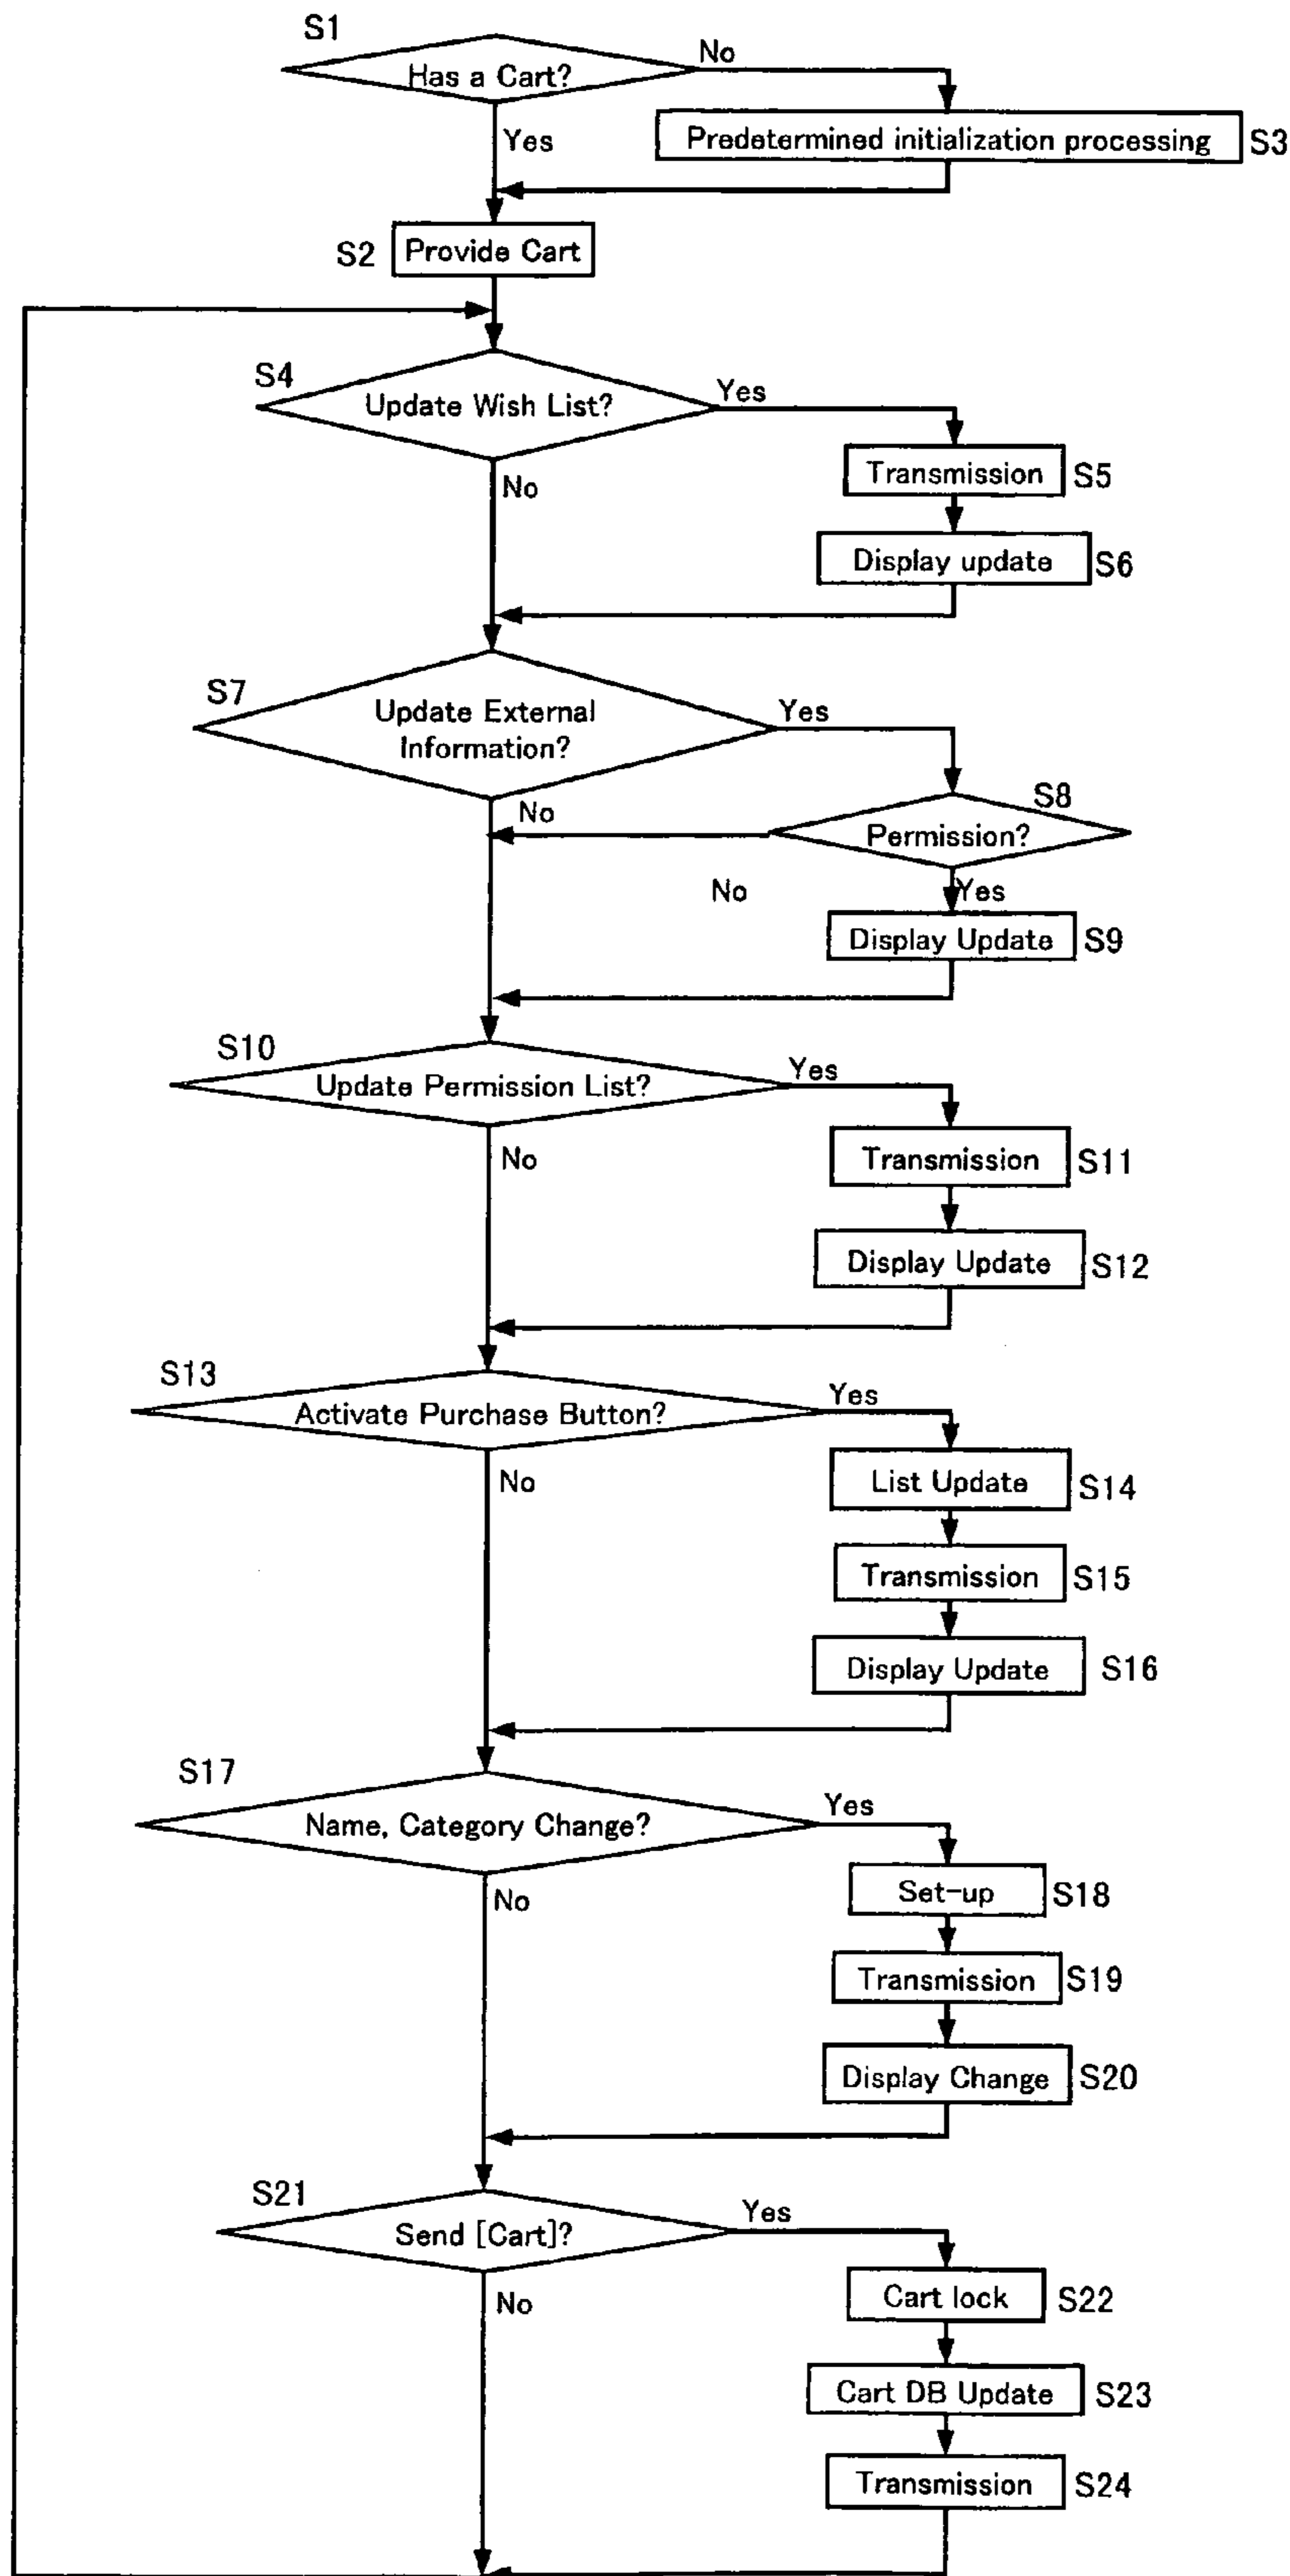 S1
No
Has a Cart?
Yes
Predetermined initialization processing
S3
S2
Provide Cart
S4
Yes
Update Wish List?
Transmission
S5
No
Display update
S6
S7
Yes
Update External
Information?
S8
No
Permission?
No
Yes
Display Update
S9
S10
Yes
Update Permission List?
Transmission
S11
No
Display Update
S12
S13
Yes
Activate Purchase Button?
List Update
S14
No
Transmission
S15
Display Update
S16
S17
Yes
Name, Category Change?
Set-up
S18
No
Transmission
S19
Display Change
S20
S21
Yes
Send [Cart]?
Cart lock
S22
No
Cart DB Update
S23
Transmission
S24